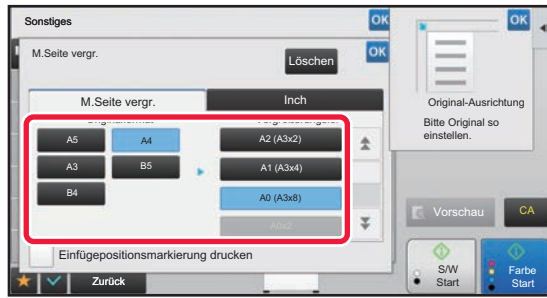 Sonstiges
OK
M.Seite vergr.
Löschen
OK
M.Seite vergr.
Inch
A5
A4
A3
B5
B4
A2 (A3x2)
A1 (A3x4)
A0 (A3x8)
A0x2
Einfügepositionsmarkierung drucken
Zurück
OK
Original-Ausrichtung
Bitte Original so
einstellen.
Vorschau
CA
S/W
Start
Farbe
Start